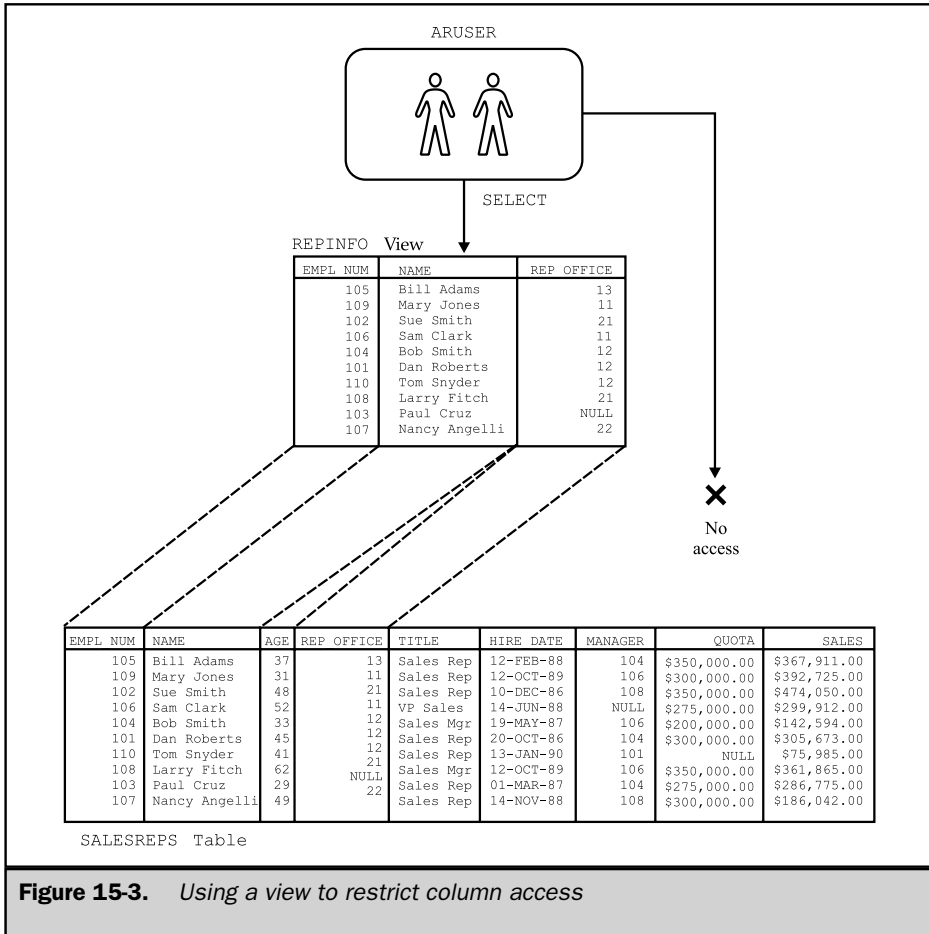 ARUSER
SELECT
REPINFO View
EMPL NUM NAME REP OFFICE
105 Bill Adams 13
109 Mary Jones 11
102 Sue Smith 21
106 Sam Clark 11
104 Bob Smith 12
101 Dan Roberts 12
110 Tom Snyder 12
108 Larry Fitch 21
103 Paul Cruz NULL
107 Nancy Angelli 22
No
access
EMPL NUM NAME AGE REP OFFICE TITLE HIRE DATE MANAGER QUOTA SALES
105 Bill Adams 37 13 Sales Rep 12-FEB-88 104 $350,000.00 $367,911.00
109 Mary Jones 31 11 Sales Rep 12-OCT-89 106 $300,000.00 $392,725.00
102 Sue Smith 48 21 Sales Rep 10-DEC-86 108 $350,000.00 $474,050.00
106 Sam Clark 52 11 VP Sales 14-JUN-88 NULL $275,000.00 $299,912.00
104 Bob Smith 33 12 Sales Mgr 19-MAY-87 106 $200,000.00 $142,594.00
101 Dan Roberts 45 12 Sales Rep 20-OCT-86 104 $300,000.00 $305,673.00
110 Tom Snyder 41 12 Sales Rep 13-JAN-90 101 NULL $75,985.00
108 Larry Fitch 62 21 Sales Mgr 12-OCT-89 106 $350,000.00 $361,865.00
103 Paul Cruz 29 NULL Sales Rep 01-MAR-87 104 $275,000.00 $286,775.00
107 Nancy Angelli 49 22 Sales Rep 14-NOV-88 108 $300,000.00 $186,042.00
SALESREPS Table
Figure 15-3. Using a view to restrict column access